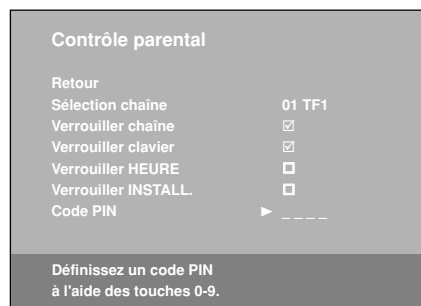 Contrôle parental
Retour
Sélection chaîne 01 TF1
Verrouiller chaîne ☑
Verrouiller clavier ☑
Verrouiller HEURE ☐
Verrouiller INSTALL. ☐
Code PIN ► _ _ _ _
Définissez un code PIN
à l'aide des touches 0-9.